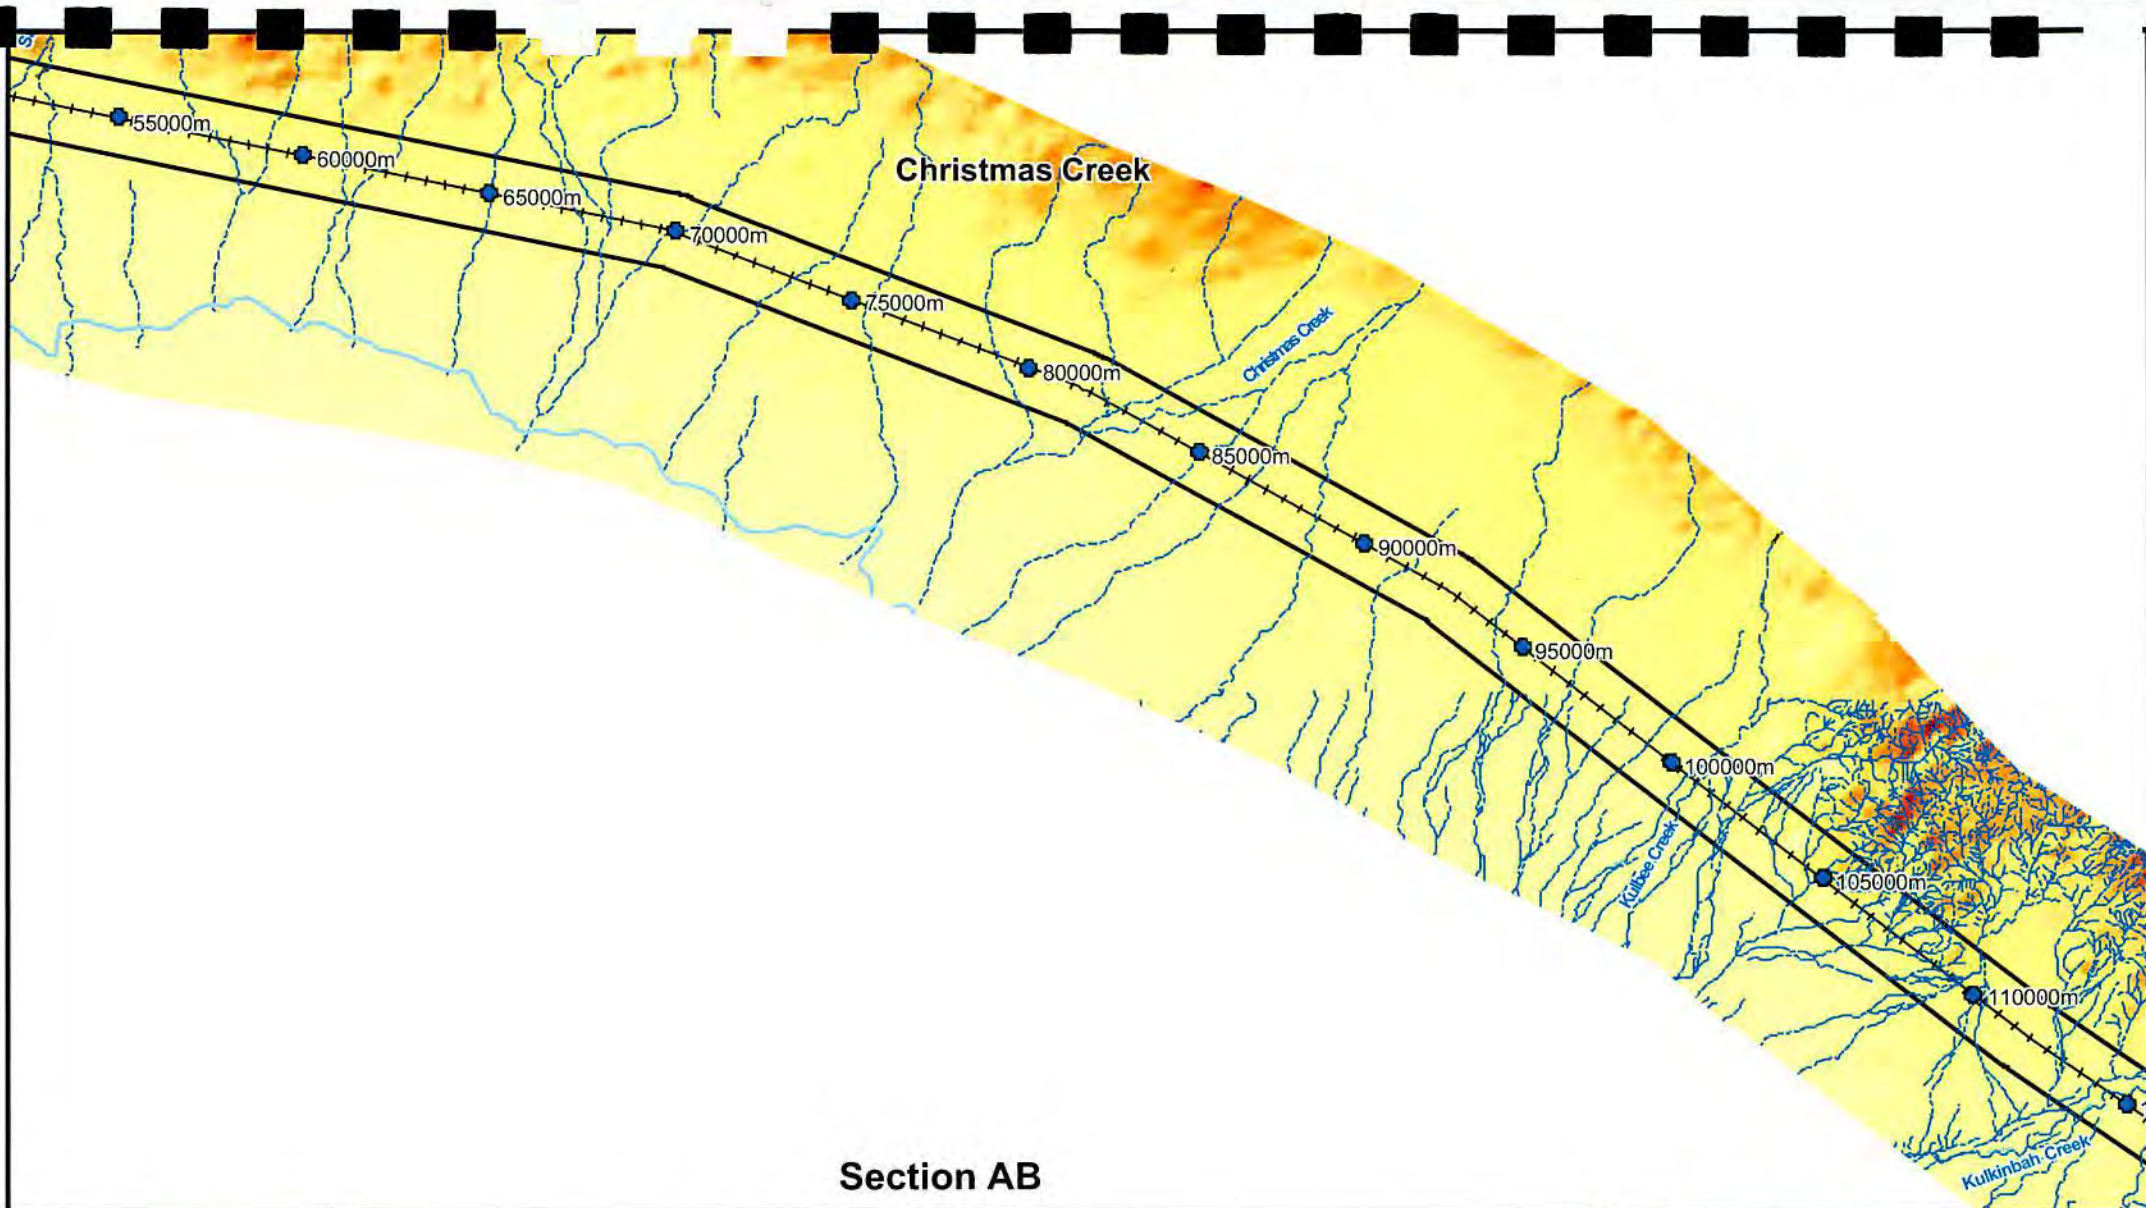 55000m
60000m
65000m
Christmas Creek
70000m
75000m
Christmas Creek
80000m
85000m
90000m
95000m
100000m
Kulbee Creek
105000m
110000m
Kulkinbah Creek
Section AB